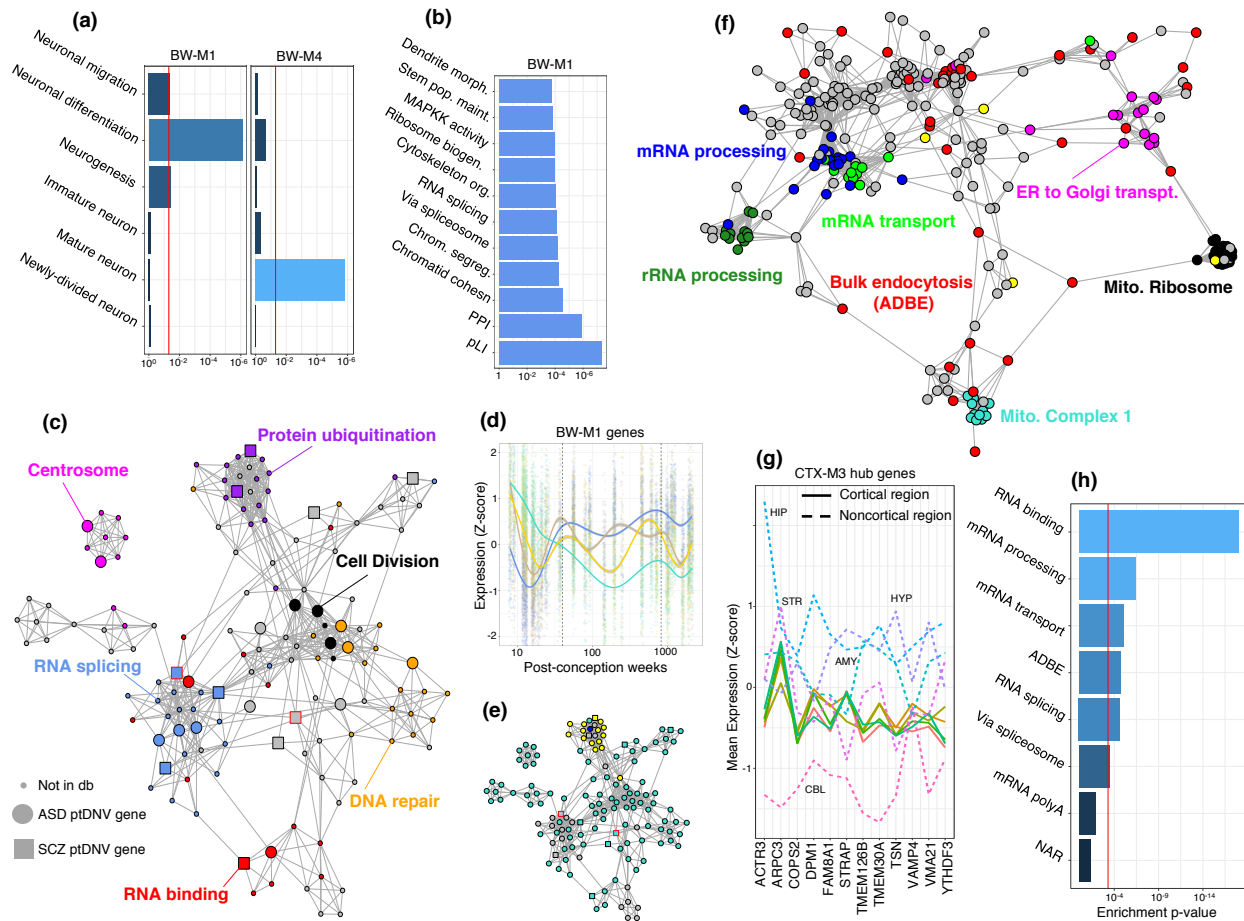 (a)
BW-M1
BW-M4
Neuronal migration
Neuronal differentiation
Neurogenesis
Immature neuron
Mature neuron
Newly-divided neuron
10⁰ 10⁻² 10⁻⁴ 10⁻⁶
10⁰ 10⁻² 10⁻⁴ 10⁻⁶
(b)
BW-M1
Dendrite morph.
Stem pop. maint.
MAPKK activity
Ribosome biogen.
Cytoskeleton org.
RNA splicing
Via spliceosome
Chrom. segreg.
Chromatid cohesn
PPI
pLI
1 10⁻² 10⁻⁴ 10⁻⁶
(c)
Protein ubiquitination
Centrosome
Cell Division
RNA splicing
DNA repair
RNA binding
Not in db
ASD ptDNV gene
SCZ ptDNV gene
(d)
BW-M1 genes
Expression (Z-score)
2
1
0
-1
-2
10 50 100 1000
Post-conception weeks
(e)
(f)
mRNA processing
mRNA transport
rRNA processing
Bulk endocytosis
(ADBE)
ER to Golgi transpt.
Mito. Ribosome
Mito. Complex 1
(g)
CTX-M3 hub genes
Cortical region
Noncortical region
Mean Expression (Z-score)
1
0
-1
HIP
STR
HYP
AMY
CBL
ACTR3
ARPC3
COPS2
DPM1
FAM8A1
STRAP
TMEM126B
TMEM30A
TSN
VAMP4
VMA21
YTHDF3
(h)
RNA binding
mRNA processing
mRNA transport
ADBE
RNA splicing
Via spliceosome
mRNA polyA
NAR
10⁻⁴ 10⁻⁹ 10⁻¹⁴
Enrichment p-value